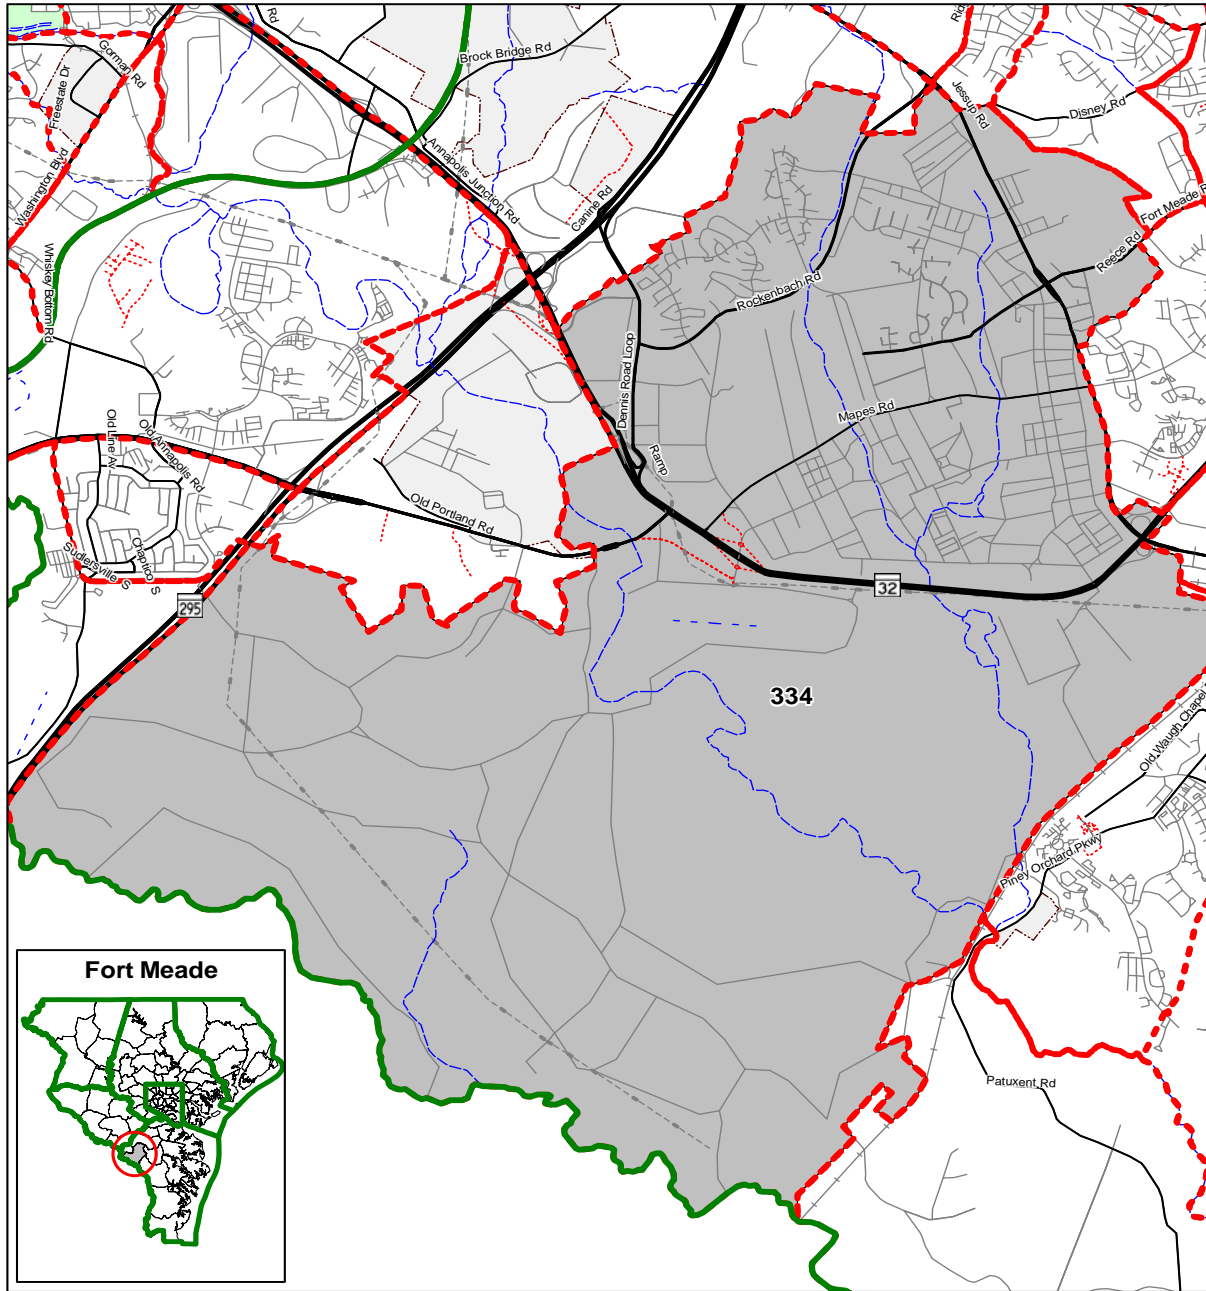 Rd
Rid
Gorman Rd
Brock Bridge Rd
Freestate Dr
Jessup Rd
Disney Rd
Washington Blvd
Annapolis Junction Rd
Canine Rd
Fort Meade R
Reece Rd
Whiskey Bottom Rd
Rockenbach Rd
Dennis Road Loop
Mapes Rd
Old Line Av
Old Annapolis Rd
Ramp
Old Portland Rd
Sudlersville S
Chaptico S
32
295
334
Old Waugh Chapel
Piney Orchard Pkwy
Fort Meade
Patuxent Rd